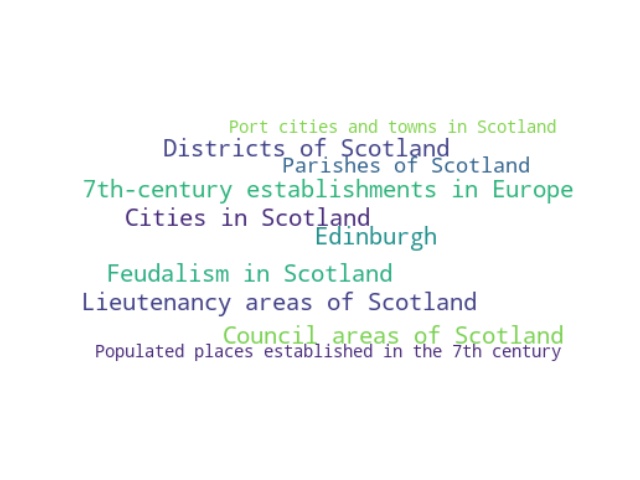 Port cities and towns in Scotland
Districts of Scotland
Parishes of Scotland
7th-century establishments in Europe
Cities in Scotland
Edinburgh
Feudalism in Scotland
Lieutenancy areas of Scotland
Council areas of Scotland
Populated places established in the 7th century